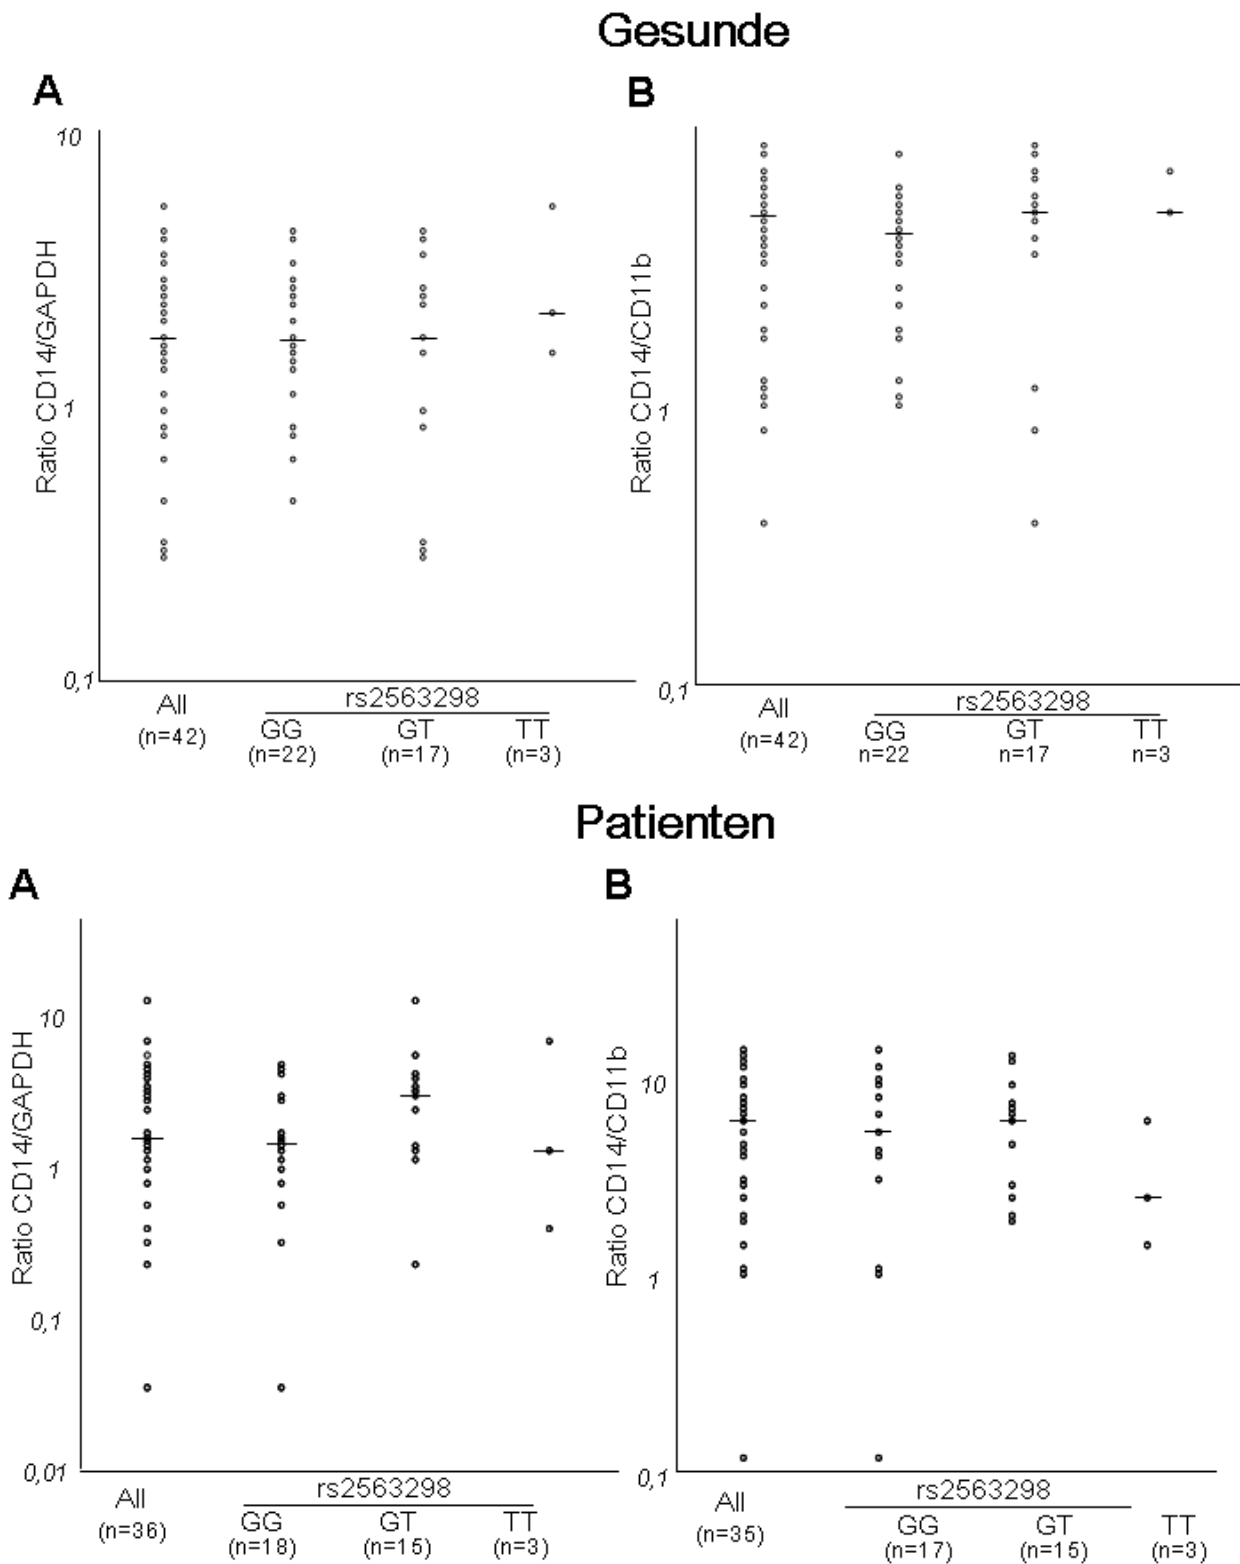 Gesunde
A
B
10
Ratio CD14/GAPDH
1
0,1
All
(n=42)
rs2563298
GG
GT
TT
(n=22)
(n=17)
(n=3)
Ratio CD14/CD11b
1
0,1
All
(n=42)
rs2563298
GG
GT
TT
n=22
n=17
n=3
Patienten
A
B
Ratio CD14/GAPDH
10
1
0,1
0,01
All
(n=36)
rs2563298
GG
GT
TT
(n=18)
(n=15)
(n=3)
Ratio CD14/CD11b
10
1
0,1
All
(n=35)
rs2563298
GG
GT
TT
(n=17)
(n=15)
(n=3)